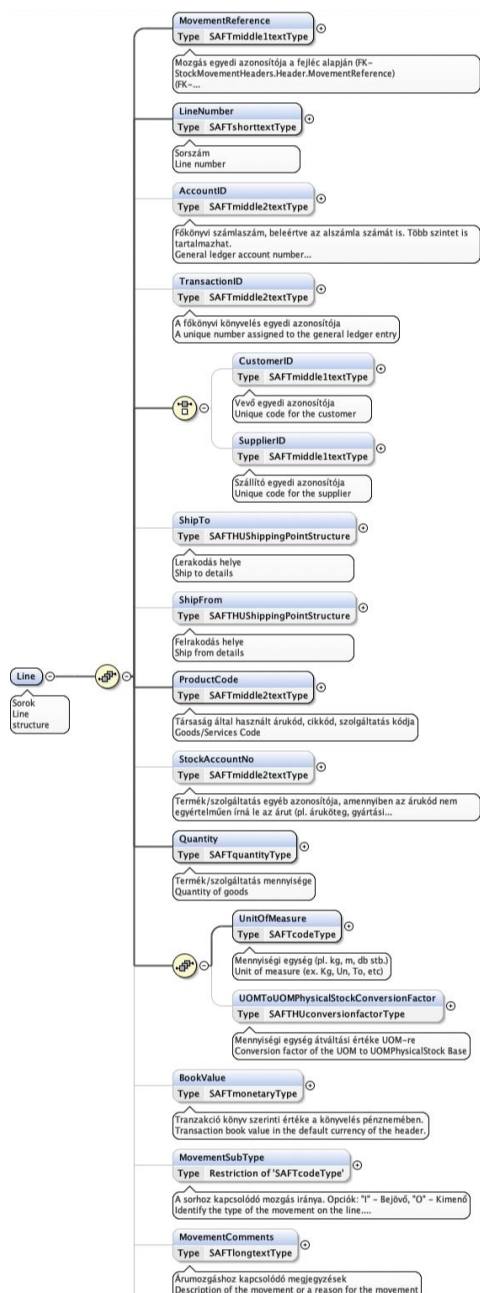 MovementReference
Type SAFTmiddle1textType
Mozgás egyedi azonosítója a fejléc alapján (FK-
StockMovementHeaders.Header.MovementReference)
(FK-...
LineNumber
Type SAFTshorttextType
Sorszám
Line number
AccountID
Type SAFTmiddle2textType
Főkönyvi számlaszám, beleértve az alszámla számát is. Több szintet is
tartalmazhat.
General ledger account number...
TransactionID
Type SAFTmiddle2textType
A főkönyvi könyvelés egyedi azonosítója
A unique number assigned to the general ledger entry
CustomerID
Type SAFTmiddle1textType
Vevő egyedi azonosítója
Unique code for the customer
SupplierID
Type SAFTmiddle1textType
Szállító egyedi azonosítója
Unique code for the supplier
ShipTo
Type SAFTHUShippingPointStructure
Lerakodás helye
Ship to details
ShipFrom
Type SAFTHUShippingPointStructure
Felrakodás helye
Ship from details
Line
Sorok
Line
structure
ProductCode
Type SAFTmiddle2textType
Társaság által használt árukód, cikkód, szolgáltatás kódja
Goods/Services Code
StockAccountNo
Type SAFTmiddle2textType
Termék/szolgáltatás egyéb azonosítója, amennyiben az árukód nem
egyértelműen írná le az árut (pl. áruköteg, gyártási...
Quantity
Type SAFTquantityType
Termék/szolgáltatás mennyisége
Quantity of goods
UnitOfMeasure
Type SAFTcodeType
Mennyiségi egység (pl. kg, m, db stb.)
Unit of measure (ex. Kg, Un, To, etc)
UOMToUOMPhysicalStockConversionFactor
Type SAFTHUconversionfactorType
Mennyiségi egység átváltási értéke UOM-re
Conversion factor of the UOM to UOMPhysicalStock Base
BookValue
Type SAFTmonetaryType
Tranzakció könyv szerinti értéke a könyvelés pénznemében.
Transaction book value in the default currency of the header.
MovementSubType
Type Restriction of 'SAFTcodeType'
A sorhoz kapcsolódó mozgás iránya. Opciók: "I" - Bejövő, "O" - Kimenő
Identify the type of the movement on the line....
MovementComments
Type SAFTlongtextType
Árumozgáshoz kapcsolódó megjegyzések
Description of the movement or a reason for the movement